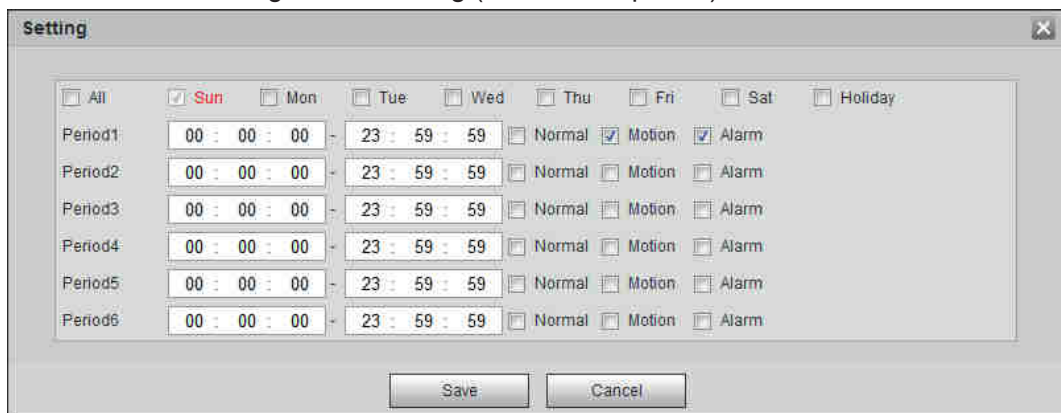 Setting
All Sun Mon Tue Wed Thu Fri Sat Holiday
Period1 00 : 00 : 00 - 23 : 59 : 59 Normal Motion Alarm
Period2 00 : 00 : 00 - 23 : 59 : 59 Normal Motion Alarm
Period3 00 : 00 : 00 - 23 : 59 : 59 Normal Motion Alarm
Period4 00 : 00 : 00 - 23 : 59 : 59 Normal Motion Alarm
Period5 00 : 00 : 00 - 23 : 59 : 59 Normal Motion Alarm
Period6 00 : 00 : 00 - 23 : 59 : 59 Normal Motion Alarm
Save Cancel